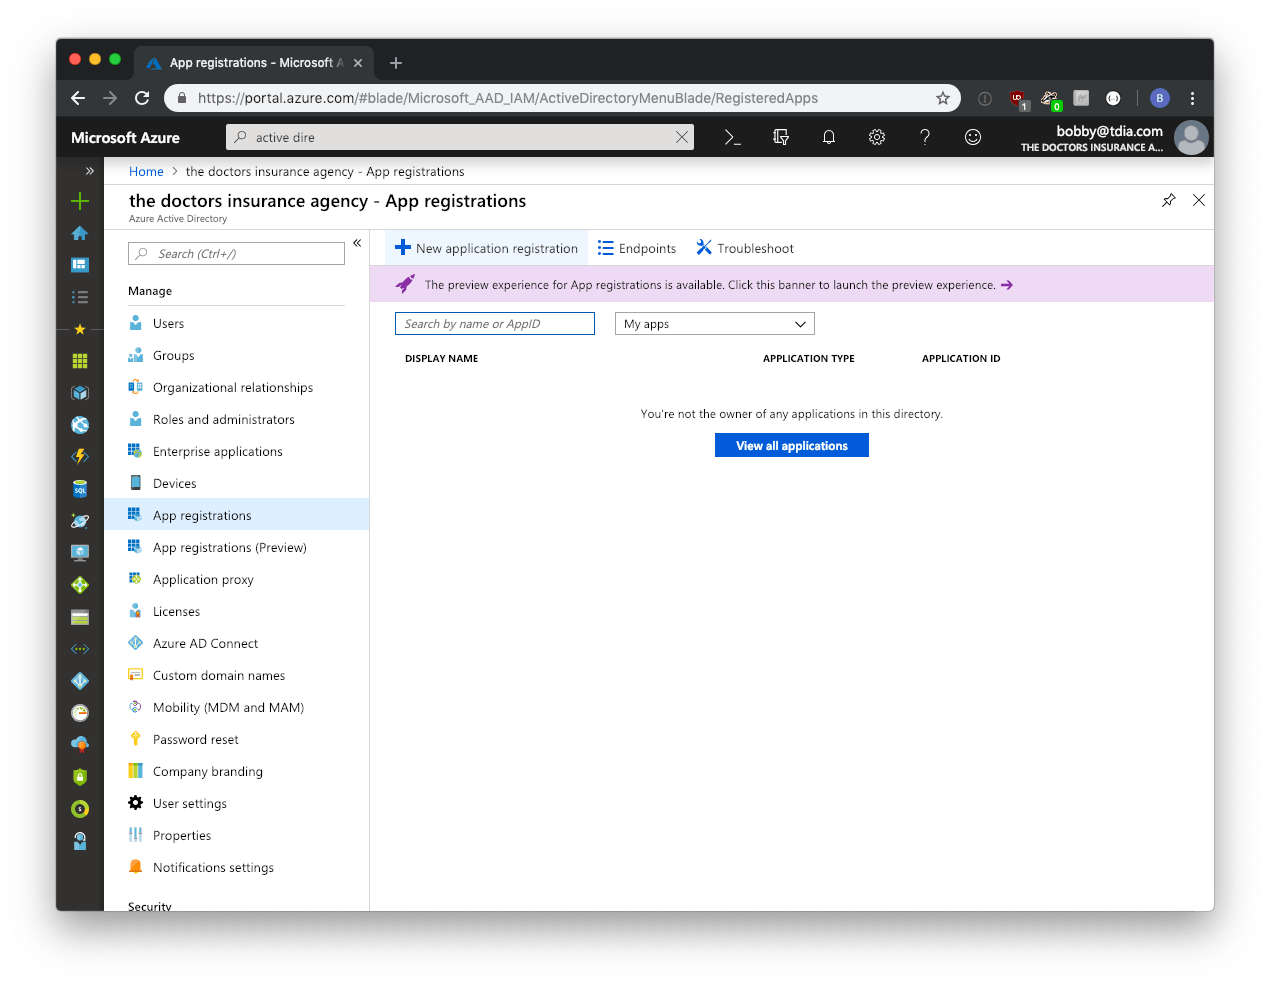 App registrations - Microsoft A
https://portal.azure.com/#blade/Microsoft_AAD_IAM/ActiveDirectoryMenuBlade/RegisteredApps
1
0
B
Microsoft Azure
active dire
bobby@tdia.com
THE DOCTORS INSURANCE A...
Home > the doctors insurance agency - App registrations
the doctors insurance agency - App registrations
Azure Active Directory
Search (Ctrl+/)
New application registration
Endpoints
Troubleshoot
The preview experience for App registrations is available. Click this banner to launch the preview experience. →
Search by name or AppID
My apps
DISPLAY NAME
APPLICATION TYPE
APPLICATION ID
You're not the owner of any applications in this directory.
View all applications
Manage
Users
Groups
Organizational relationships
Roles and administrators
Enterprise applications
Devices
App registrations
App registrations (Preview)
Application proxy
Licenses
Azure AD Connect
Custom domain names
Mobility (MDM and MAM)
Password reset
Company branding
User settings
Properties
Notifications settings
Security
SQL